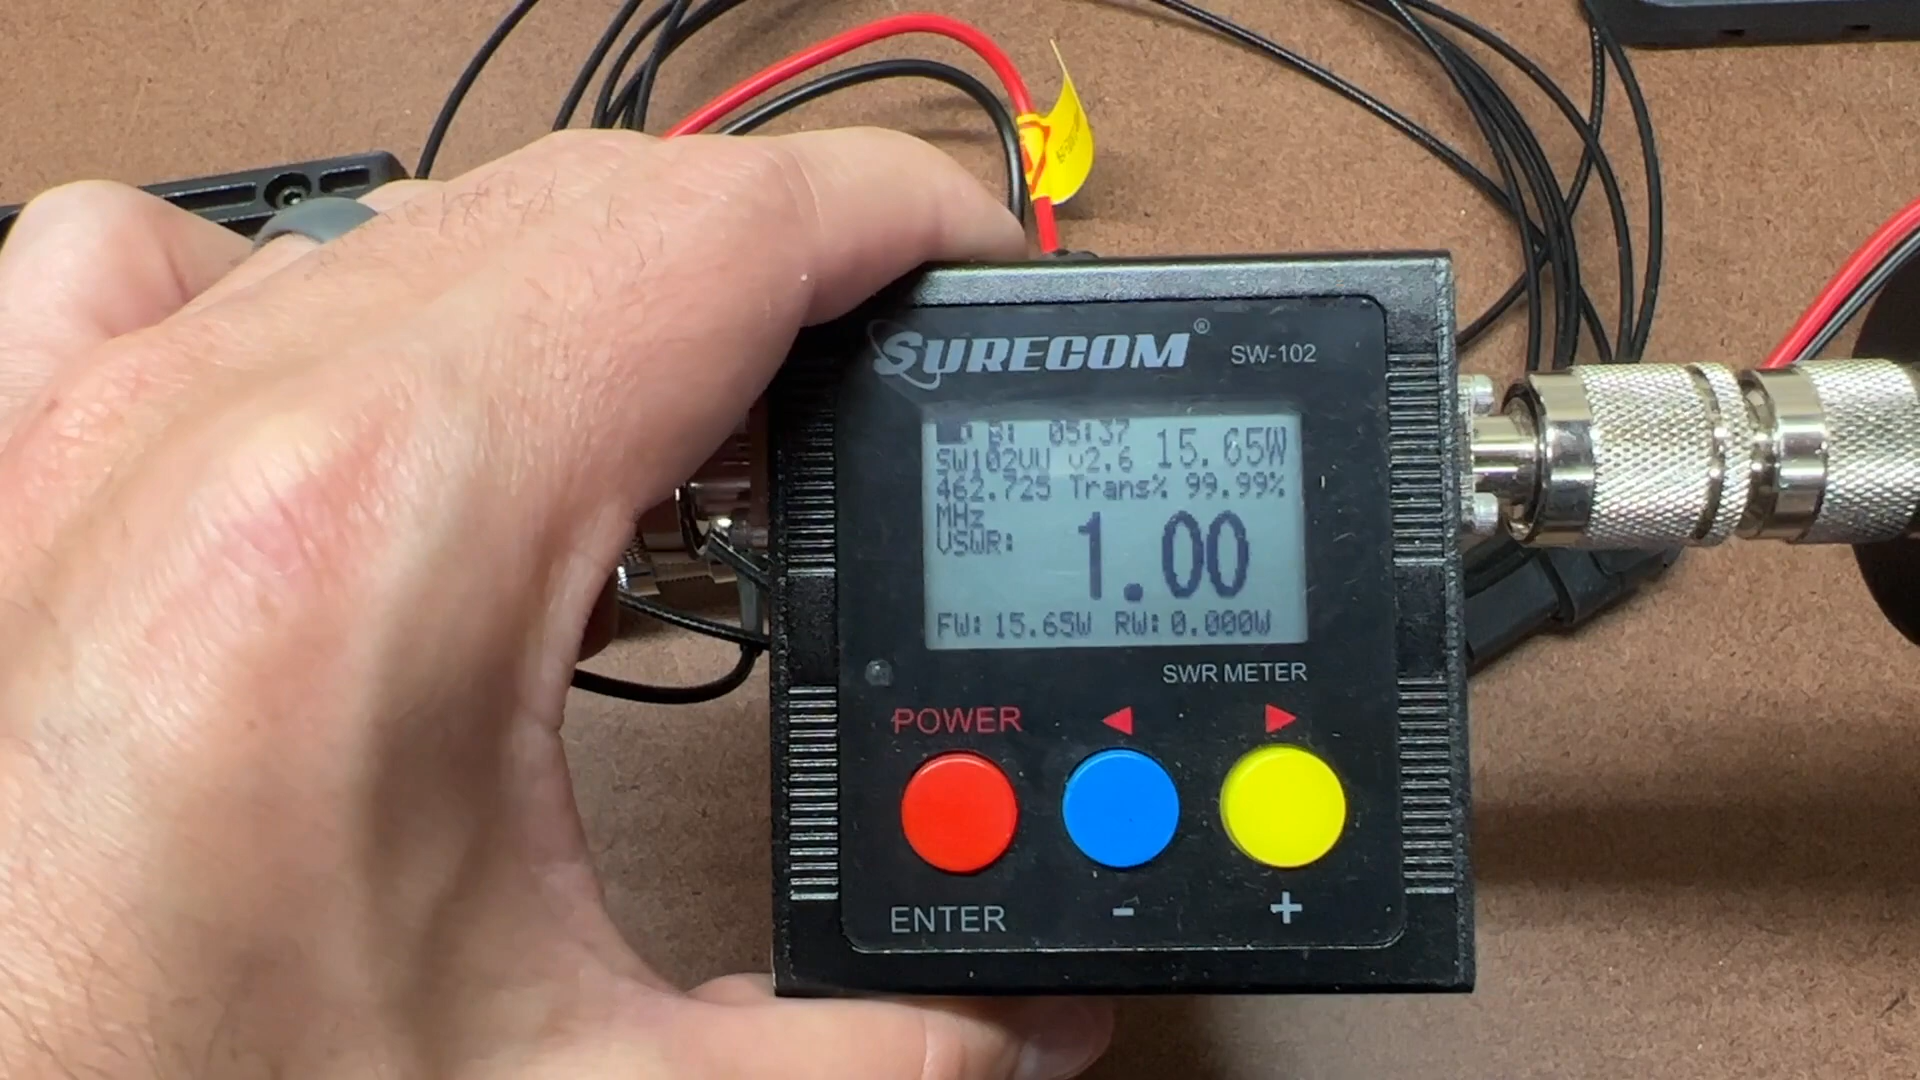 SURECOM®
SW-102
B: 05:37
15.65W
SW102UU v2.6
462.725 Trans% 99.99%
MHz
VSWR:
1.00
FW: 15.65W RW: 0.000W
SWR METER
POWER ◀ ▶
ENTER - +